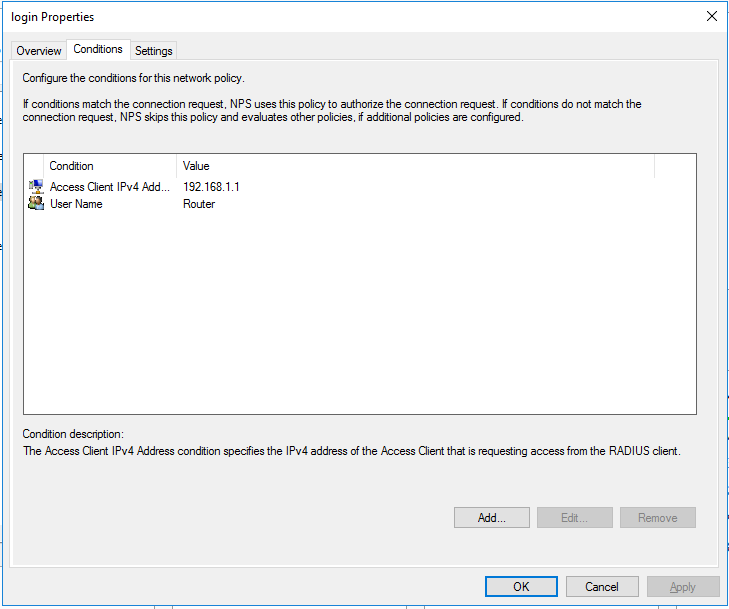 login Properties
Overview Conditions Settings
Configure the conditions for this network policy.
If conditions match the connection request, NPS uses this policy to authorize the connection request. If conditions do not match the
connection request, NPS skips this policy and evaluates other policies, if additional policies are configured.
Condition Value
Access Client IPv4 Add... 192.168.1.1
User Name Router
Condition description:
The Access Client IPv4 Address condition specifies the IPv4 address of the Access Client that is requesting access from the RADIUS client.
Add... Edit... Remove
OK Cancel Apply